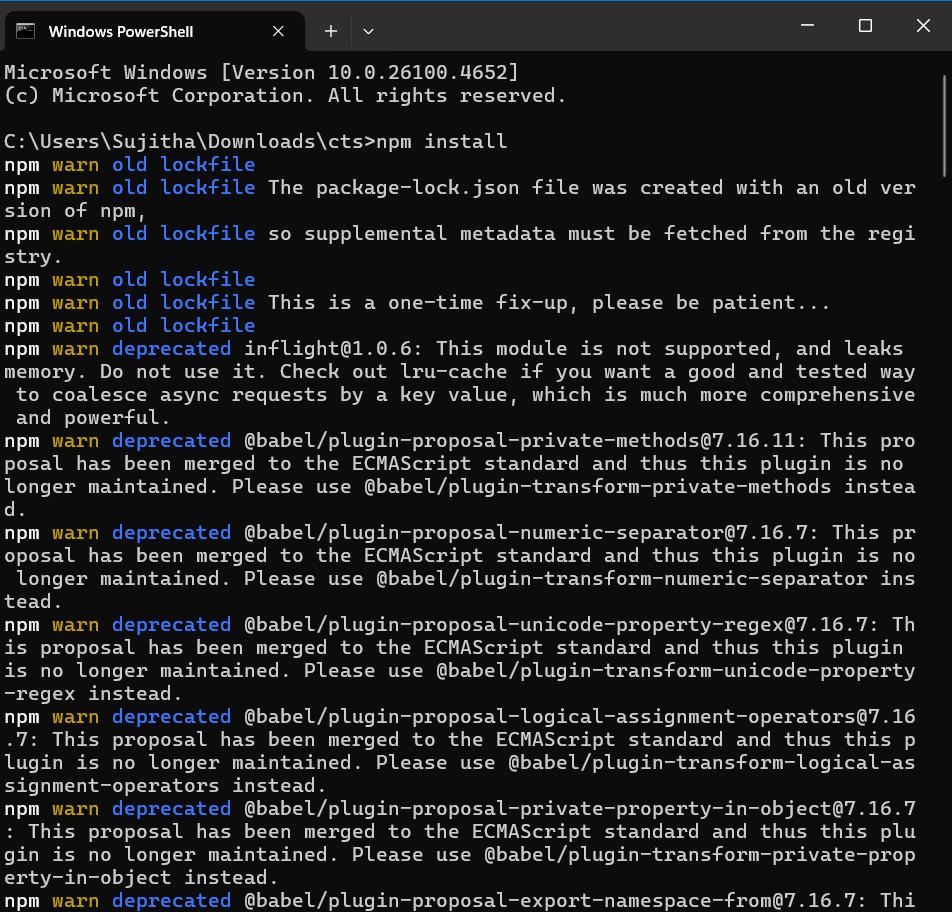 Windows PowerShell
Microsoft Windows [Version 10.0.26100.4652]
(c) Microsoft Corporation. All rights reserved.
C:\Users\Sujitha\Downloads\cts>npm install
npm warn old lockfile
npm warn old lockfile The package-lock.json file was created with an old ver
sion of npm,
npm warn old lockfile so supplemental metadata must be fetched from the regi
stry.
npm warn old lockfile
npm warn old lockfile This is a one-time fix-up, please be patient...
npm warn old lockfile
npm warn deprecated inflight@1.0.6: This module is not supported, and leaks
memory. Do not use it. Check out lru-cache if you want a good and tested way
 to coalesce async requests by a key value, which is much more comprehensive
 and powerful.
npm warn deprecated @babel/plugin-proposal-private-methods@7.16.11: This pro
posal has been merged to the ECMAScript standard and thus this plugin is no
longer maintained. Please use @babel/plugin-transform-private-methods instea
d.
npm warn deprecated @babel/plugin-proposal-numeric-separator@7.16.7: This pr
oposal has been merged to the ECMAScript standard and thus this plugin is no
 longer maintained. Please use @babel/plugin-transform-numeric-separator ins
tead.
npm warn deprecated @babel/plugin-proposal-unicode-property-regex@7.16.7: Th
is proposal has been merged to the ECMAScript standard and thus this plugin
is no longer maintained. Please use @babel/plugin-transform-unicode-property
-regex instead.
npm warn deprecated @babel/plugin-proposal-logical-assignment-operators@7.16
.7: This proposal has been merged to the ECMAScript standard and thus this p
lugin is no longer maintained. Please use @babel/plugin-transform-logical-as
signment-operators instead.
npm warn deprecated @babel/plugin-proposal-private-property-in-object@7.16.7
: This proposal has been merged to the ECMAScript standard and thus this plu
gin is no longer maintained. Please use @babel/plugin-transform-private-prop
erty-in-object instead.
npm warn deprecated @babel/plugin-proposal-export-namespace-from@7.16.7: Thi